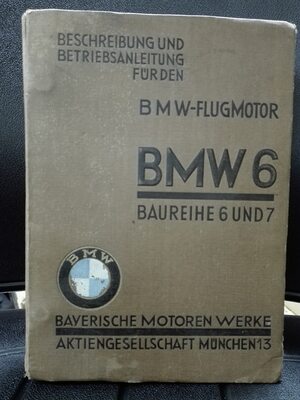 BESCHREIBUNG UND
BETRIEBSANLEITUNG
FÜR DEN
BMW-FLUGMOTOR
BMW 6
BAUREIHE 6 UND 7
BMW
BAYERISCHE MOTOREN WERKE
AKTIENGESELLSCHAFT MÜNCHEN 13